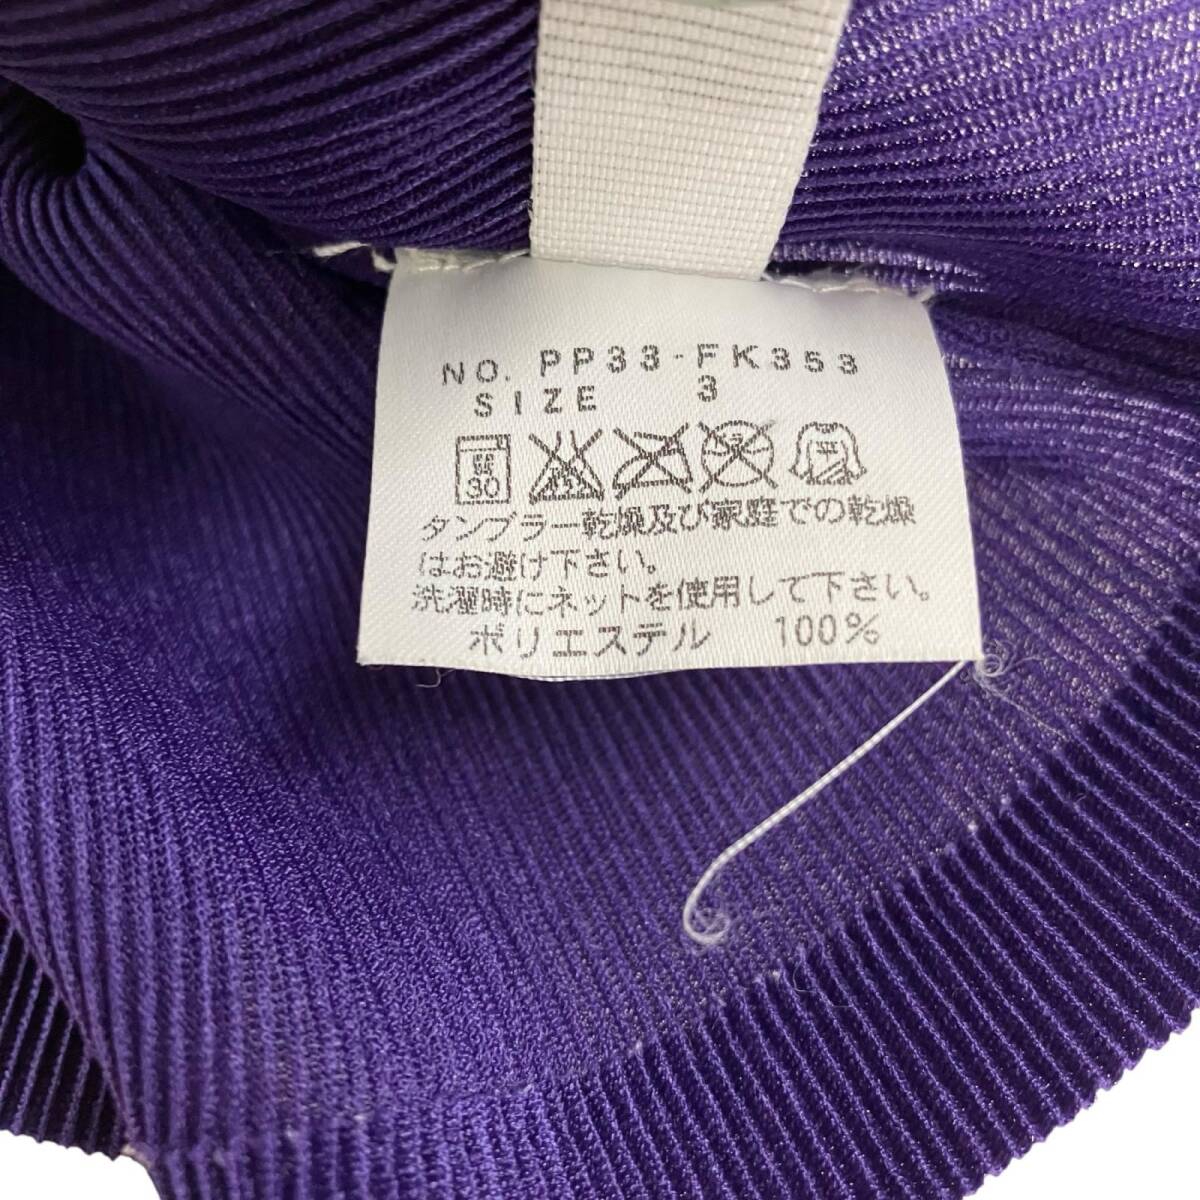 NO. PP33-FK353
SIZE 3
30
タンブラー乾燥及び家庭での乾燥
はお避け下さい。
洗濯時にネットを使用して下さい。
ポリエステル 100%